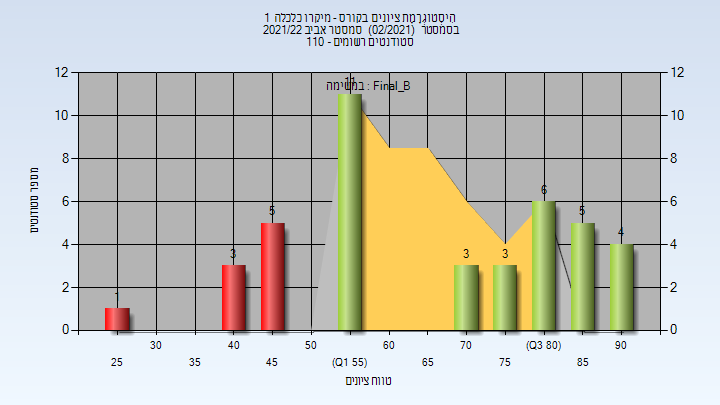 היסטוגרמת ציונים בקורס - מיקרו כלכלה 1
בסמסטר (02/2021) סמסטר אביב 2021/22
סטודנטים רשומים - 110
במשימה : Final_B
12 10 8 6 4 2 0
מספר סטודנטים
1 3 5 11 3 3 6 5 4
12 10 8 6 4 2 0
30 40 50 60 70 (Q3 80) 90
25 35 45 (Q1 55) 65 75 85
טווח ציונים